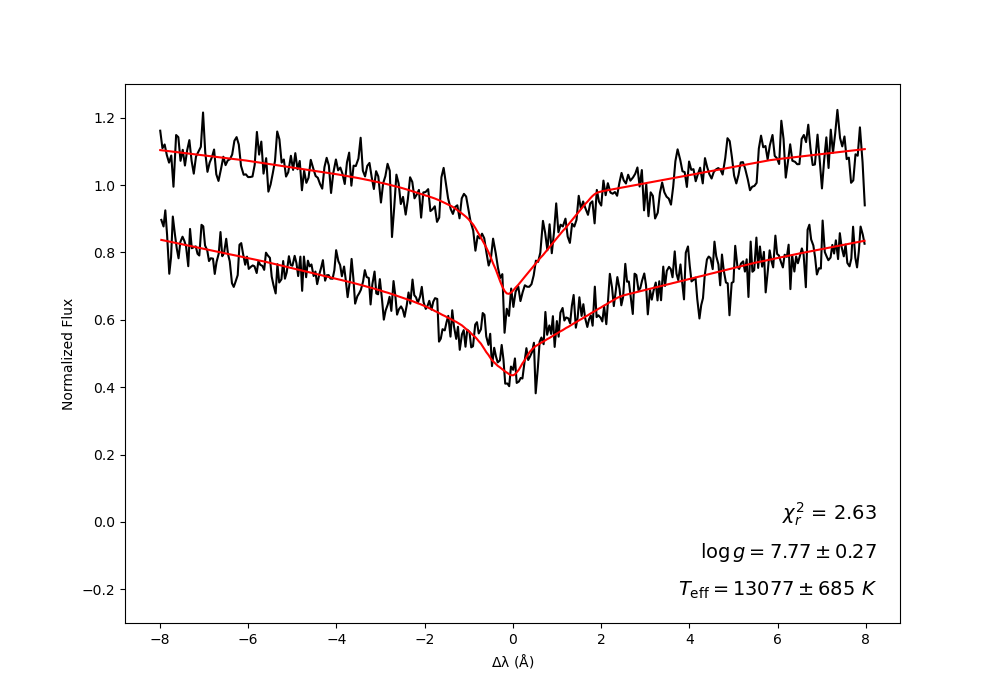 1.2
1.0
0.8
0.6
0.4
0.2
0.0
−0.2
Normalized Flux
χ²ᵣ = 2.63
log g = 7.77 ± 0.27
T_eff = 13077 ± 685 K
−8 −6 −4 −2 0 2 4 6 8
Δλ (Å)